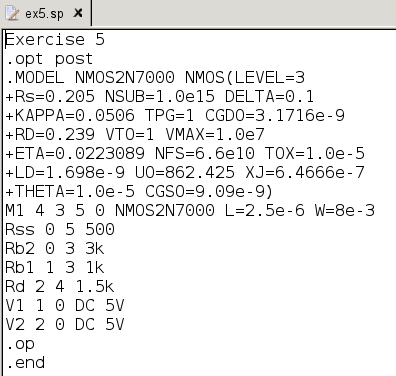 ex5.sp
Exercise 5
.opt post
.MODEL NMOS2N7000 NMOS(LEVEL=3
+Rs=0.205 NSUB=1.0e15 DELTA=0.1
+KAPPA=0.0506 TPG=1 CGDO=3.1716e-9
+RD=0.239 VTO=1 VMAX=1.0e7
+ETA=0.0223089 NFS=6.6e10 TOX=1.0e-5
+LD=1.698e-9 UO=862.425 XJ=6.4666e-7
+THETA=1.0e-5 CGSO=9.09e-9)
M1 4 3 5 0 NMOS2N7000 L=2.5e-6 W=8e-3
Rss 0 5 500
Rb2 0 3 3k
Rb1 1 3 1k
Rd 2 4 1.5k
V1 1 0 DC 5V
V2 2 0 DC 5V
.op
.end